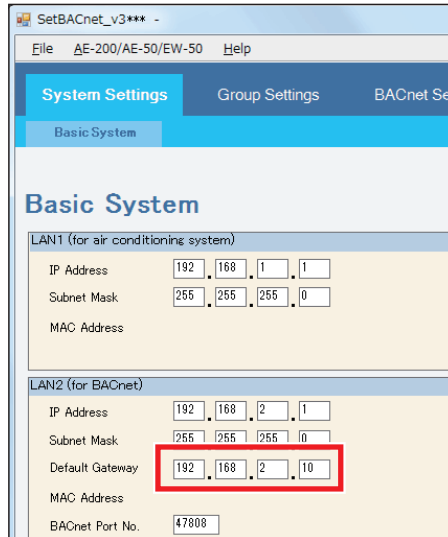 SetBACnet_v3*** -
File AE-200/AE-50/EW-50 Help
System Settings Group Settings BACnet Se
Basic System
Basic System
LAN1 (for air conditioning system)
IP Address 192 . 168 . 1 . 1
Subnet Mask 255 . 255 . 255 . 0
MAC Address
LAN2 (for BACnet)
IP Address 192 . 168 . 2 . 1
Subnet Mask 255 . 255 . 255 . 0
Default Gateway 192 . 168 . 2 . 10
MAC Address
BACnet Port No. 47808